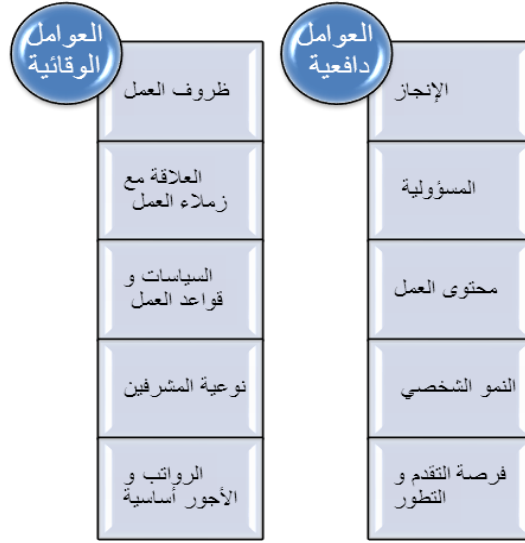 العوامل
دافعية
الإنجاز
المسؤولية
محتوى العمل
النمو الشخصي
فرصة التقدم و
التطور
العوامل
الوقائية
ظروف العمل
العلاقة مع
زملاء العمل
السياسات و
قواعد العمل
نوعية المشرفين
الرواتب و
الأجور أساسية